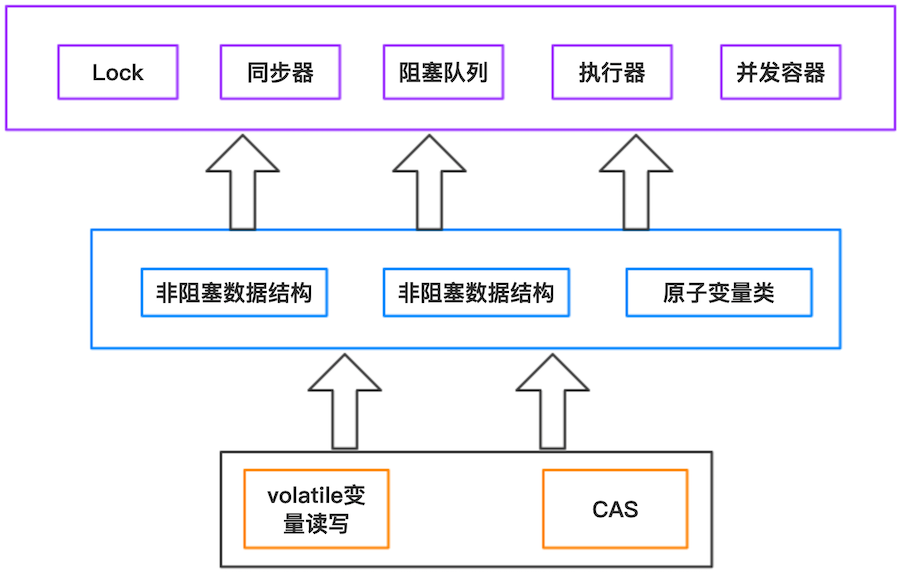 Lock
同步器
阻塞队列
执行器
并发容器
非阻塞数据结构
非阻塞数据结构
原子变量类
volatile变
量读写
CAS